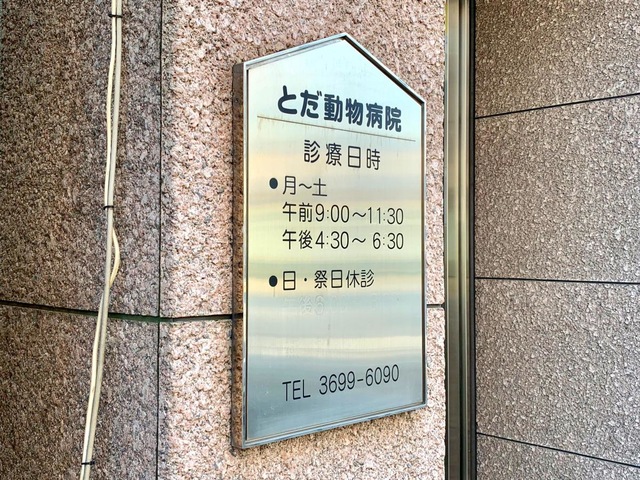 とだ動物病院
診療日時
●月～土
午前9:00～11:30
午後4:30～ 6:30
●日・祭日休診
TEL 3699-6090